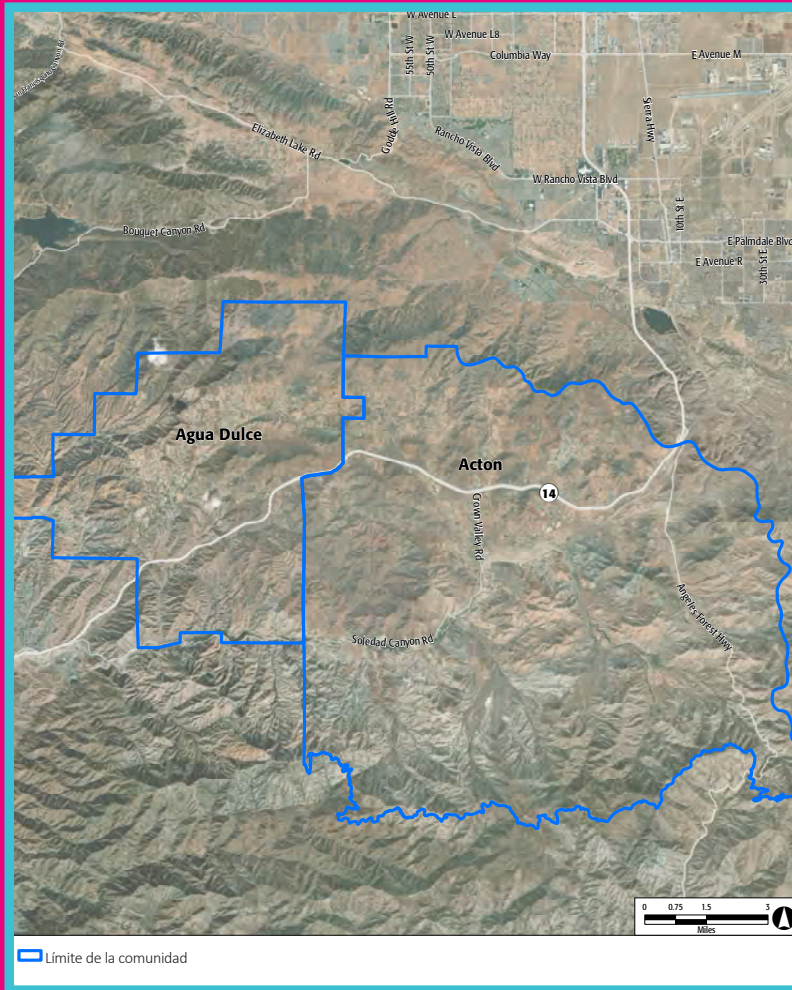 W Avenue L
W Avenue L8
55th St W
50th St W
Columbia Way
E Avenue M
Sierra Hwy
Godde Hill Rd
Elizabeth Lake Rd
Rancho Vista Blvd
W Rancho Vista Blvd
10th St E
Bouquet Canyon Rd
E Palmdale Blvd
E Avenue R
30th St E
Agua Dulce
Acton
14
Crown Valley Rd
Angeles Forest Hwy
Soledad Canyon Rd
0 0.75 1.5 3
Miles
Límite de la comunidad